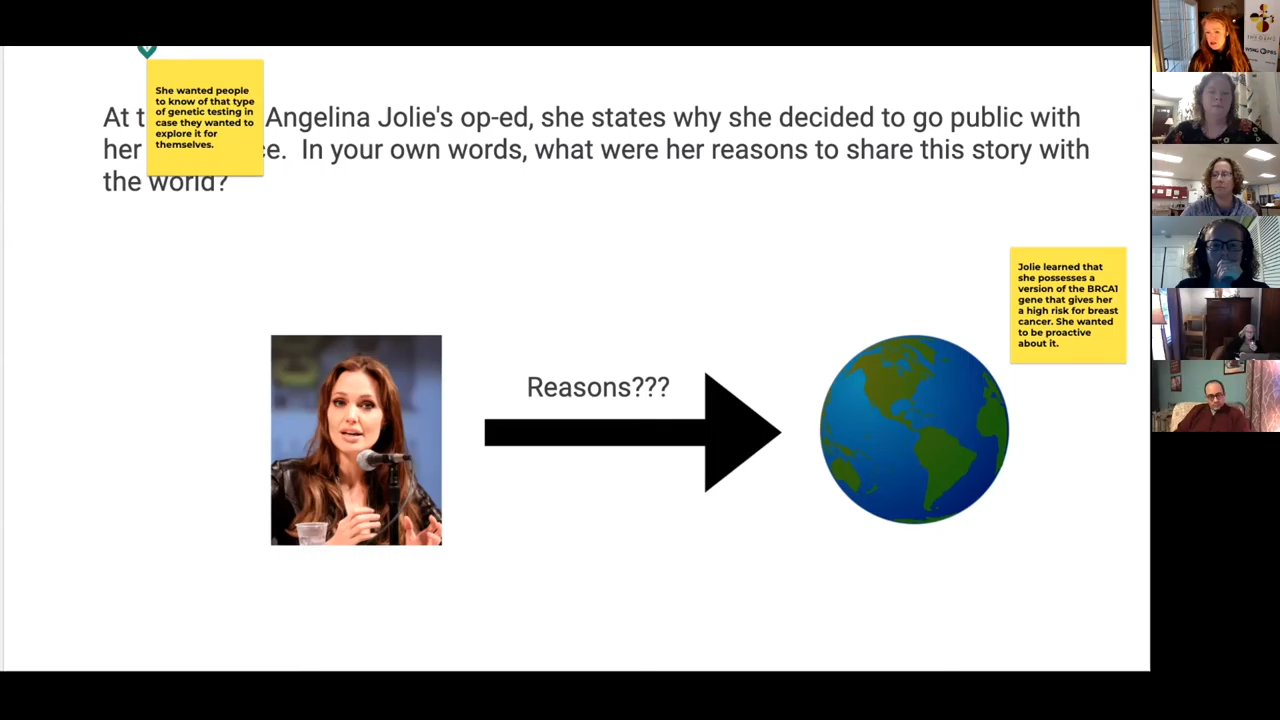 She wanted people
to know of that type
of genetic testing in
case they wanted to
explore it for
themselves.
At t Angelina Jolie's op-ed, she states why she decided to go public with
her ce. In your own words, what were her reasons to share this story with
the world?
Jolie learned that
she possesses a
version of the BRCA1
gene that gives her
a high risk for breast
cancer. She wanted
to be proactive
about it.
Reasons???
WSKG PBS